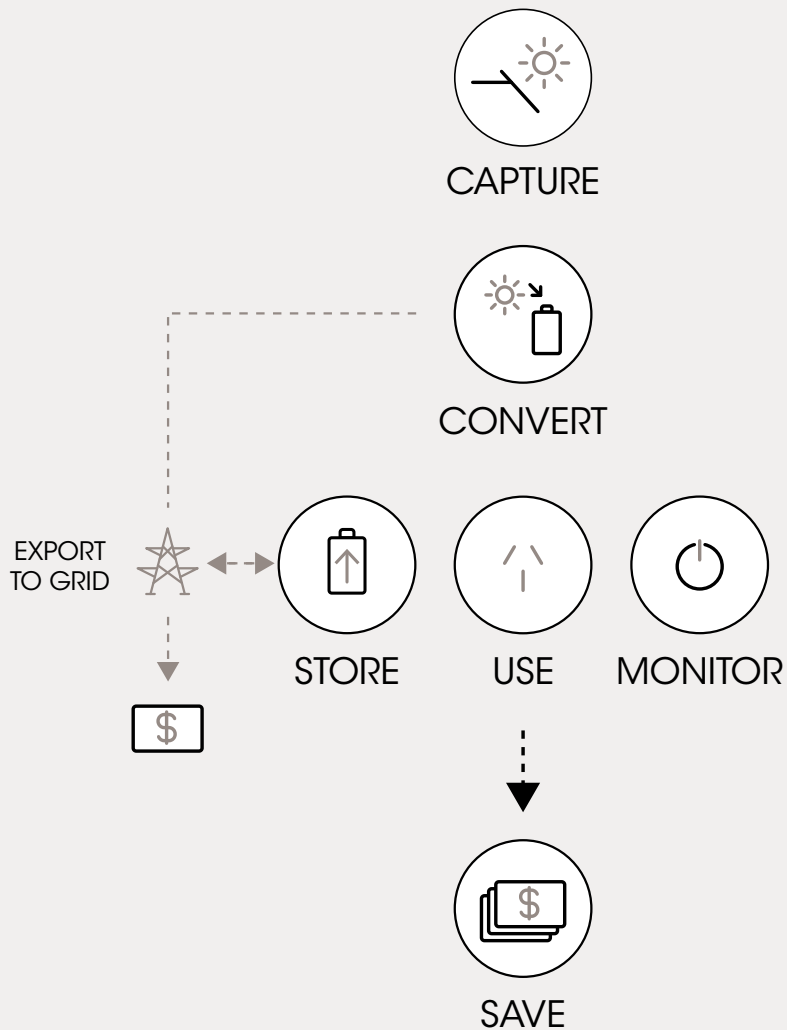 CAPTURE
CONVERT
EXPORT
TO GRID
STORE
USE
MONITOR
$
$
SAVE